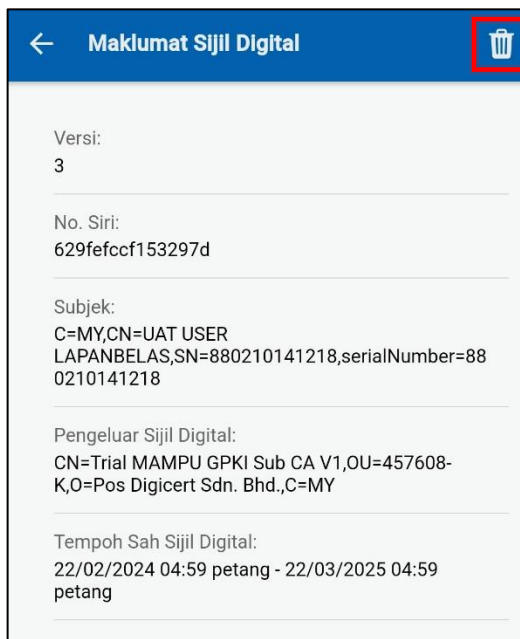 Maklumat Sijil Digital
Versi:
3
No. Siri:
629fefccf153297d
Subjek:
C=MY,CN=UAT USER
LAPANBELAS,SN=880210141218,serialNumber=88
0210141218
Pengeluar Sijil Digital:
CN=Trial MAMPU GPKI Sub CA V1,OU=457608-
K,O=Pos Digicert Sdn. Bhd.,C=MY
Tempoh Sah Sijil Digital:
22/02/2024 04:59 petang - 22/03/2025 04:59
petang